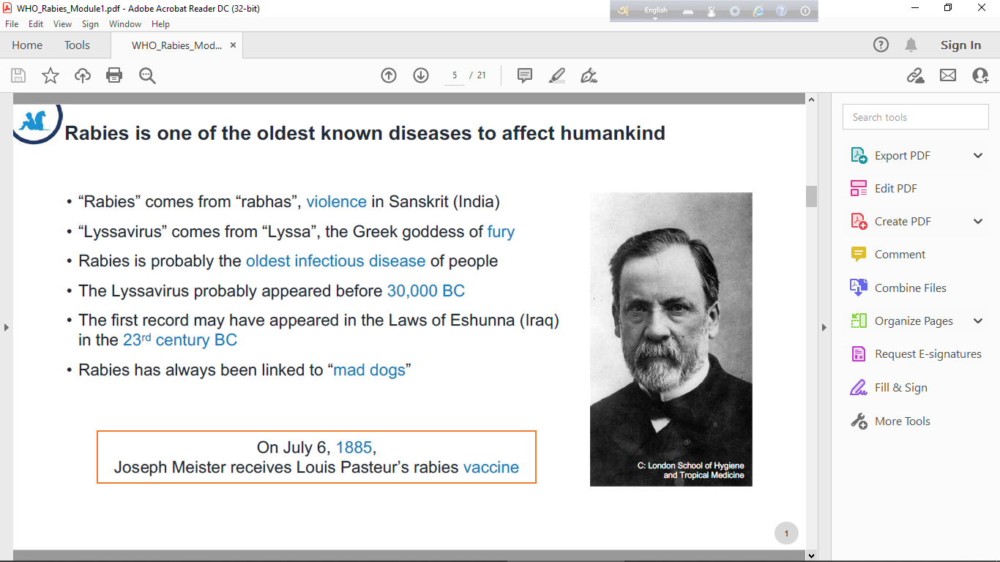 WHO_Rabies_Module1.pdf - Adobe Acrobat Reader DC (32-bit)
English
File Edit View Sign Window Help
Home Tools WHO_Rabies_Mod... ×
Sign In
5 / 21
Rabies is one of the oldest known diseases to affect humankind
• “Rabies” comes from “rabhas”, violence in Sanskrit (India)
• “Lyssavirus” comes from “Lyssa”, the Greek goddess of fury
• Rabies is probably the oldest infectious disease of people
• The Lyssavirus probably appeared before 30,000 BC
• The first record may have appeared in the Laws of Eshunna (Iraq)
in the 23rd century BC
• Rabies has always been linked to “mad dogs”
On July 6, 1885,
Joseph Meister receives Louis Pasteur’s rabies vaccine
C: London School of Hygiene
and Tropical Medicine
1
Search tools
Export PDF
Edit PDF
Create PDF
Comment
Combine Files
Organize Pages
Request E-signatures
Fill & Sign
More Tools